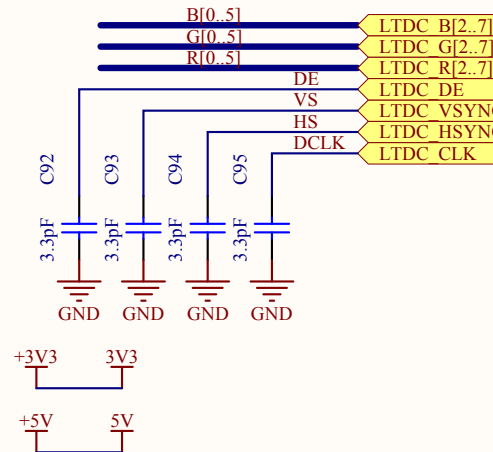 B[0..5] LTDC_B[2..7]
G[0..5] LTDC_G[2..7]
R[0..5] LTDC_R[2..7]
DE LTDC_DE
VS LTDC_VSYNC
HS LTDC_HSYNC
DCLK LTDC_CLK
C92 C93 C94 C95
3.3pF 3.3pF 3.3pF 3.3pF
GND GND GND GND
+3V3 3V3
+5V 5V